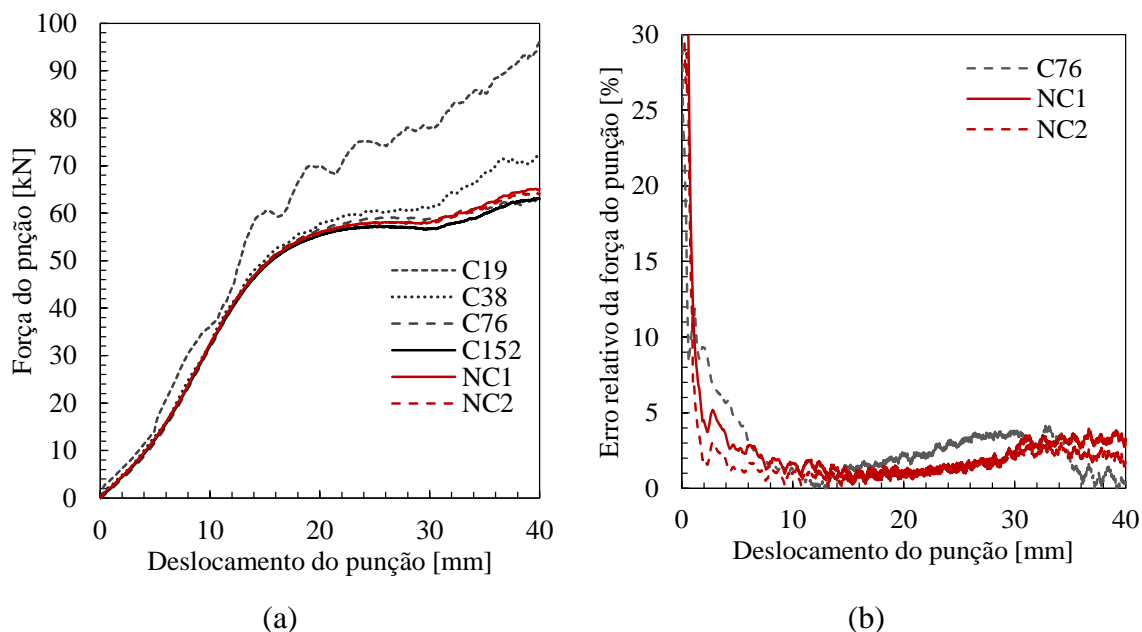 100
90
80
70
60
50
40
30
20
10
0
Força do pnção [kN]
C19
C38
C76
C152
NC1
NC2
0 10 20 30 40
Deslocamento do punção [mm]
(a)
30
25
20
15
10
5
0
Erro relativo da força do punção [%]
C76
NC1
NC2
0 10 20 30 40
Deslocamento do punção [mm]
(b)